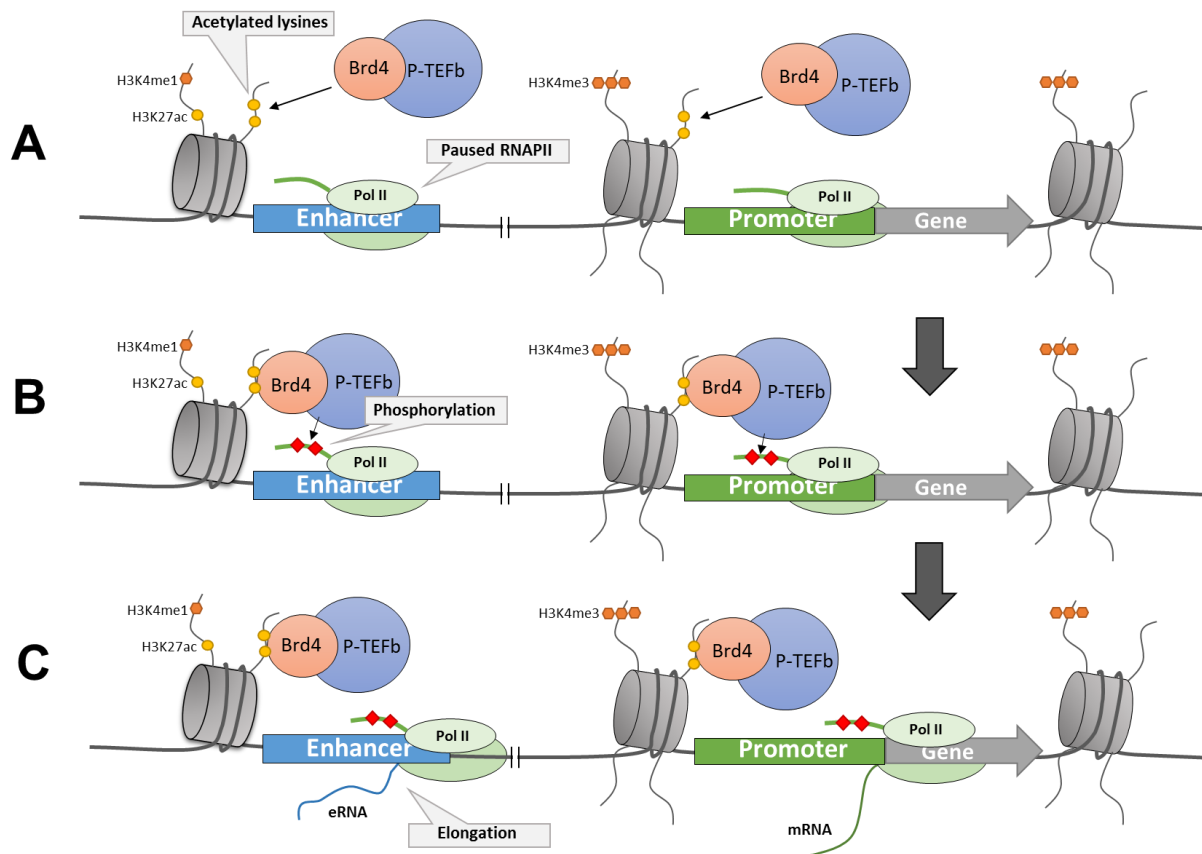 Acetylated lysines
H3K4me1
Brd4
P-TEFb
H3K4me3
Brd4
P-TEFb
H3K27ac
A
Paused RNAPII
Pol II
Enhancer
Pol II
Promoter
Gene
H3K4me1
H3K4me3
H3K27ac
Brd4
P-TEFb
Brd4
P-TEFb
B
Phosphorylation
Pol II
Enhancer
Pol II
Promoter
Gene
H3K4me1
H3K4me3
H3K27ac
Brd4
P-TEFb
Brd4
P-TEFb
C
Pol II
Enhancer
Pol II
Promoter
Gene
eRNA
Elongation
mRNA